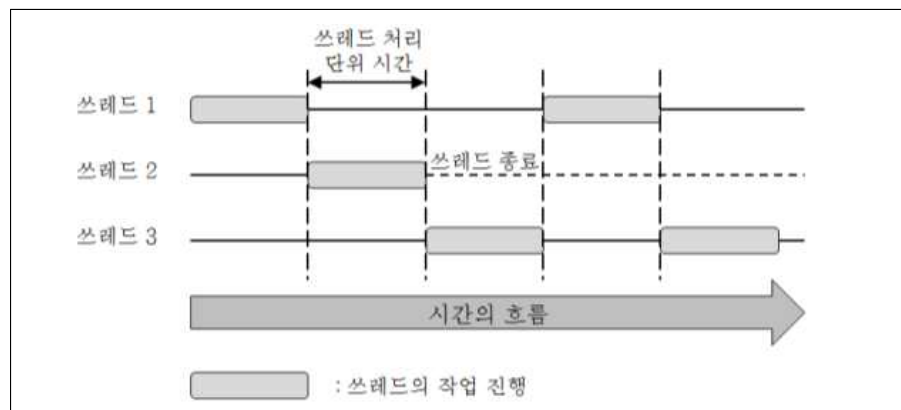 쓰레드 처리
단위 시간
쓰레드 1
쓰레드 2
쓰레드 종료
쓰레드 3
시간의 흐름
: 쓰레드의 작업 진행